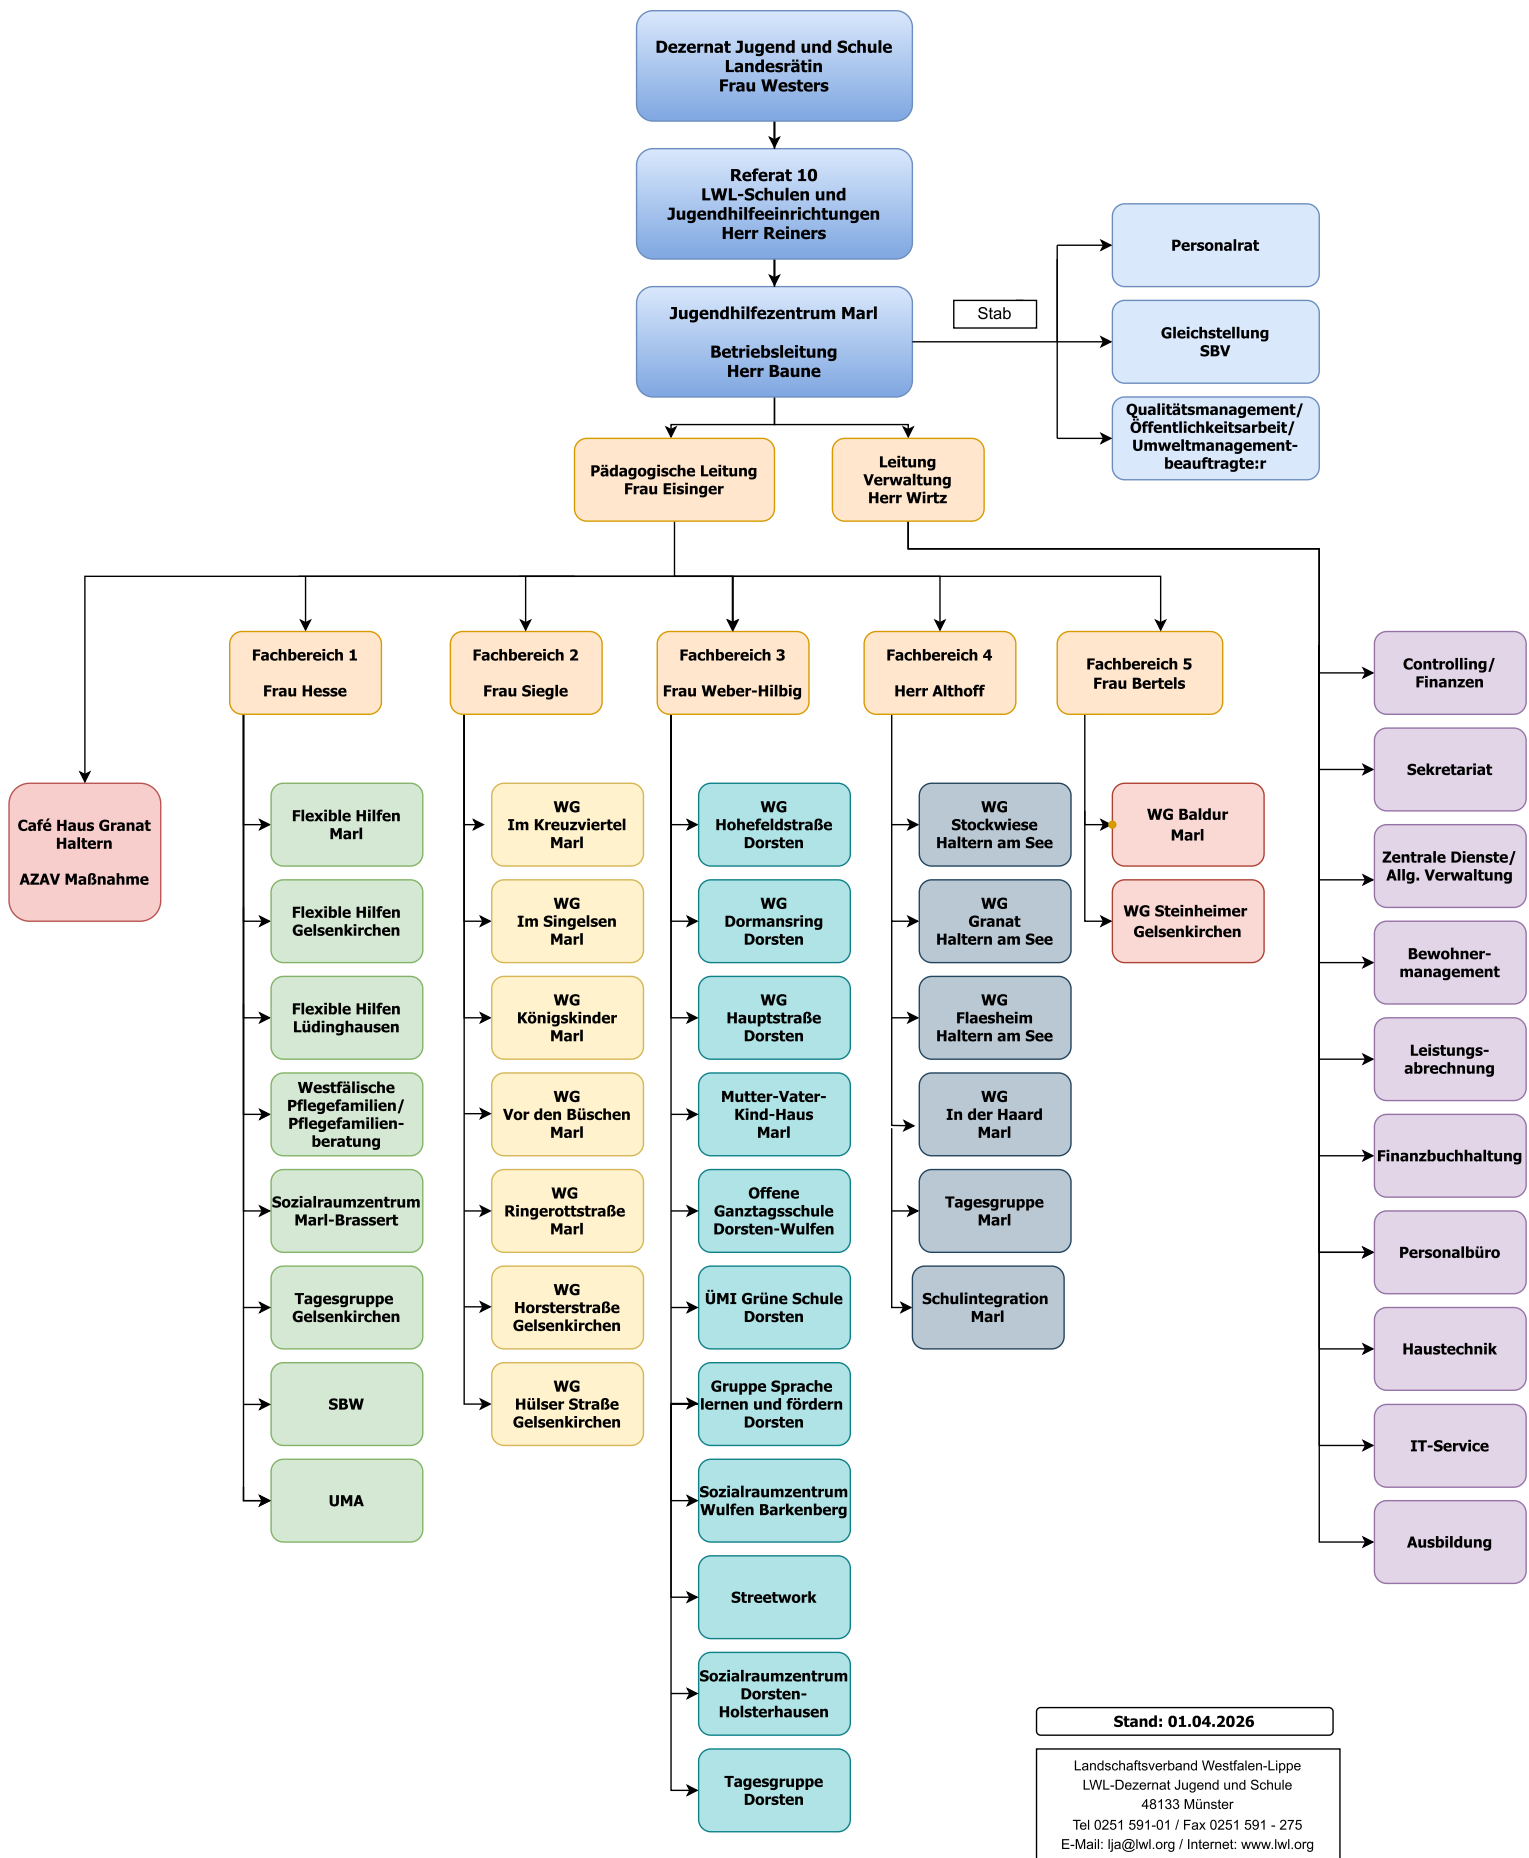 Dezernat Jugend und Schule
Landesrätin
Frau Westers
Referat 10
LWL-Schulen und
Jugendhilfeeinrichtungen
Herr Reiners
Jugendhilfezentrum Marl
Betriebsleitung
Herr Baune
Stab
Personalrat
Gleichstellung
SBV
Qualitätsmanagement/
Öffentlichkeitsarbeit/
Umweltmanagement-
beauftragte:r
Pädagogische Leitung
Frau Eisinger
Leitung
Verwaltung
Herr Wirtz
Café Haus Granat
Haltern
AZAV Maßnahme
Fachbereich 1
Frau Hesse
Flexible Hilfen
Marl
Flexible Hilfen
Gelsenkirchen
Flexible Hilfen
Lüdinghausen
Westfälische
Pflegefamilien/
Pflegefamilien-
beratung
Sozialraumzentrum
Marl-Brassert
Tagesgruppe
Gelsenkirchen
SBW
UMA
Fachbereich 2
Frau Siegle
WG
Im Kreuzviertel
Marl
WG
Im Singelsen
Marl
WG
Königskinder
Marl
WG
Vor den Büschen
Marl
WG
Ringerottstraße
Marl
WG
Horsterstraße
Gelsenkirchen
WG
Hülser Straße
Gelsenkirchen
Fachbereich 3
Frau Weber-Hilbig
WG
Hohefeldstraße
Dorsten
WG
Dormansring
Dorsten
WG
Hauptstraße
Dorsten
Mutter-Vater-
Kind-Haus
Marl
Offene
Ganztagsschule
Dorsten-Wulfen
ÜMI Grüne Schule
Dorsten
Gruppe Sprache
lernen und fördern
Dorsten
Sozialraumzentrum
Wulfen Barkenberg
Streetwork
Sozialraumzentrum
Dorsten-
Holsterhausen
Tagesgruppe
Dorsten
Fachbereich 4
Herr Althoff
WG
Stockwiese
Haltern am See
WG
Granat
Haltern am See
WG
Flaesheim
Haltern am See
WG
In der Haard
Marl
Tagesgruppe
Marl
Schulintegration
Marl
Fachbereich 5
Frau Bertels
WG Baldur
Marl
WG Steinheimer
Gelsenkirchen
Controlling/
Finanzen
Sekretariat
Zentrale Dienste/
Allg. Verwaltung
Bewohner-
management
Leistungs-
abrechnung
Finanzbuchhaltung
Personalbüro
Haustechnik
IT-Service
Ausbildung
Stand: 01.04.2026
Landschaftsverband Westfalen-Lippe
LWL-Dezernat Jugend und Schule
48133 Münster
Tel 0251 591-01 / Fax 0251 591 - 275
E-Mail: lja@lwl.org / Internet: www.lwl.org